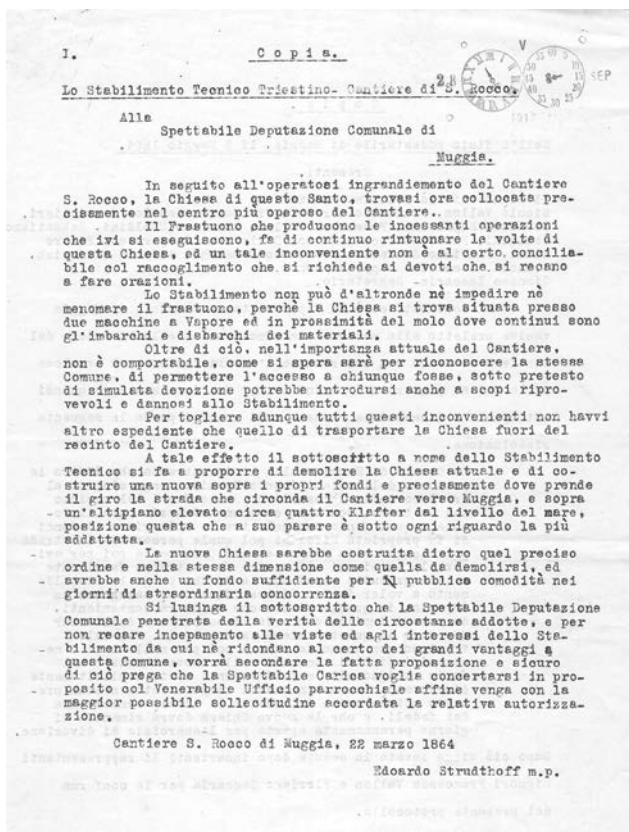 I.
C o p i a.
28 SEP
Lo Stabilimento Tecnico Triestino- Cantiere di S. Rocco.
Alla
Spettabile Deputazione Comunale di
Muggia.
In seguito all'operatosi ingrandiemento del Cantiere
S. Rocco, la Chiesa di questo Santo, trovasi ora collocata pre-
cisamente nel centro più operoso del Cantiere.
Il Frastuono che producono le incessanti operazioni
che ivi si eseguiscono, fa di continuo rintuonare le volte di
questa Chiesa, ed un tale inconveniente non è al certo concilia-
bile col raccoglimento che si richiede ai devoti che si recano
a fare orazioni.
Lo Stabilimento non può d'altronde nè impedire nè
menomare il frastuono, perchè la Chiesa si trova situata presso
due macchine a Vapore ed in prossimità del molo dove continui sono
gl'imbarchi e disbarchi dei materiali.
Oltre di ciò, nell'importanza attuale del Cantiere,
non è comportabile, come si spera sarà per riconoscere la stessa
Comune, di permettere l'accesso a chiunque fosse, sotto pretesto
di simulata devozione potrebbe introdursi anche a scopi ripro-
vevoli e dannosi allo Stabilimento.
Per togliere adunque tutti questi inconvenienti non havvi
altro espediente che quello di trasportare la Chiesa fuori del
recinto del Cantiere.
A tale effetto il sottoscritto a nome dello Stabilimento
Tecnico si fa a proporre di demolire la Chiesa attuale e di co-
struire una nuova sopra i propri fondi e precisamente dove prende
il giro la strada che circonda il Cantiere verso Muggia, e sopra
un'altipiano elevato circa quattro Klafter dal livello del mare,
posizione questa che a suo parere è sotto ogni riguardo la più
addattata.
La nuova Chiesa sarebbe costruita dietro quel preciso
ordine e nella stessa dimensione come quella da demolirsi, ed
avrebbe anche un fondo suffidiente per pubblica comodità nei
giorni di straordinaria concorrenza.
Si lusinga il sottoscritto che la Spettabile Deputazione
Comunale penetrata della verità delle circostanze addotte, e per
non recare incepamento alle viste ed agli interessi dello Sta-
bilimento da cui nè ridondano al certo dei grandi vantaggi a
questa Comune, vorrà secondare la fatta proposizione e sicuro
di ciò prega che la Spettabile Carica voglia concertarsi in pro-
posito col Venerabile Ufficio parrocchiale affine venga con la
maggior possibile sollecitudine accordata la relativa autorizza-
zione.
Cantiere S. Rocco di Muggia, 22 marzo 1864
Edoardo Strudthoff m.p.